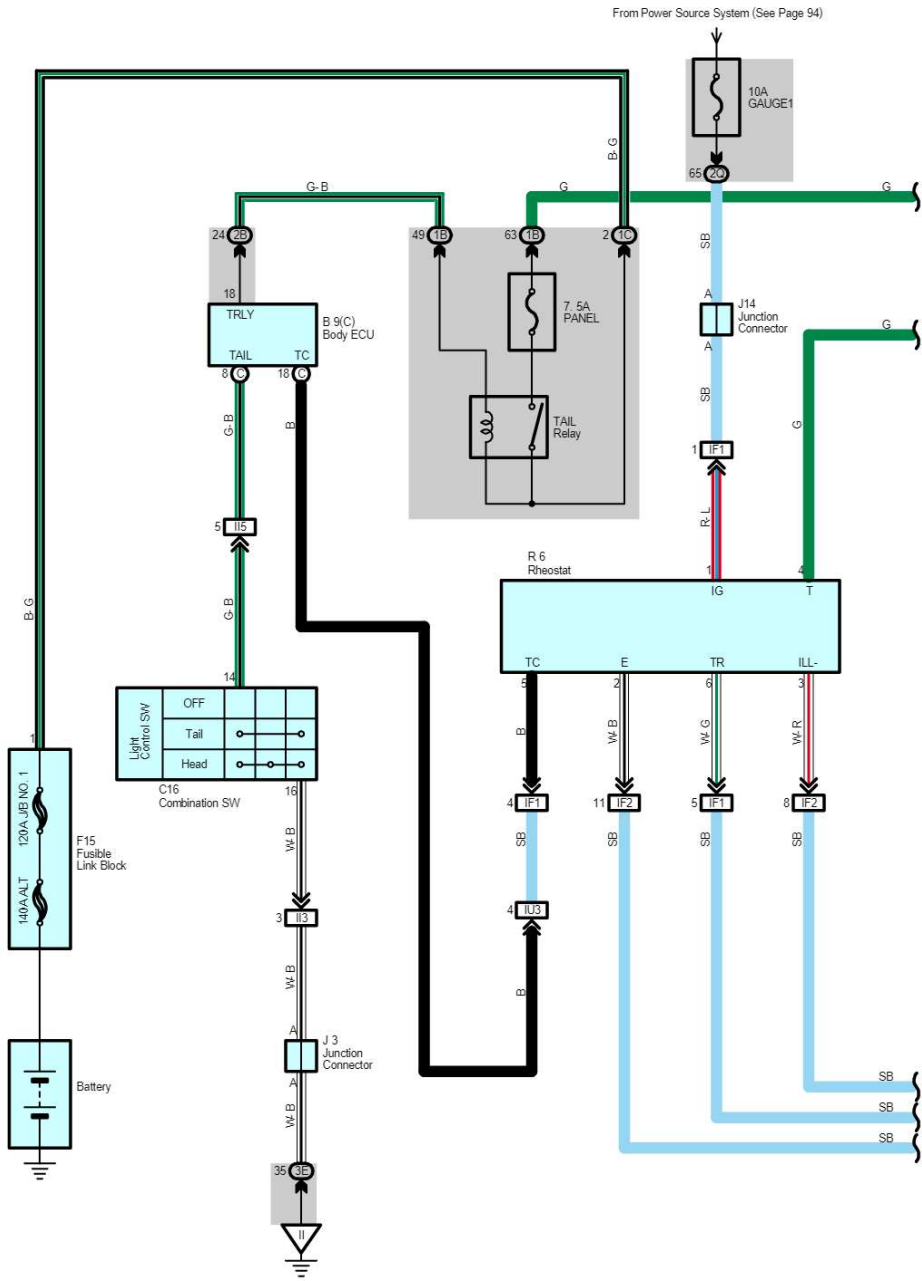 From Power Source System (See Page 94)
10A
GAUGE1
65 2Q
B- G
G- B
G
G
24 2B
49 1B
63 1B
2 1C
SB
18
TRLY
B 9(C)
Body ECU
TAIL
TC
8 C
18 C
7. 5A
PANEL
A
J14
Junction
Connector
A
G
SB
G- B
B
TAIL
Relay
G
1 IF1
5 II5
R- L
R 6
Rheostat
1
4
IG
T
B- G
G- B
TC
E
TR
ILL-
5
2
6
3
14
Light
Control SW
OFF
Tail
Head
B
W- B
W- G
W- R
1
C16
Combination SW
16
4 IF1
11 IF2
5 IF1
8 IF2
120A J/B NO. 1
140A ALT
F15
Fusible
Link Block
W- B
SB
SB
SB
SB
3 II3
4 IU3
W- B
B
A
J 3
Junction
Connector
A
Battery
W- B
SB
SB
SB
35 3E
II